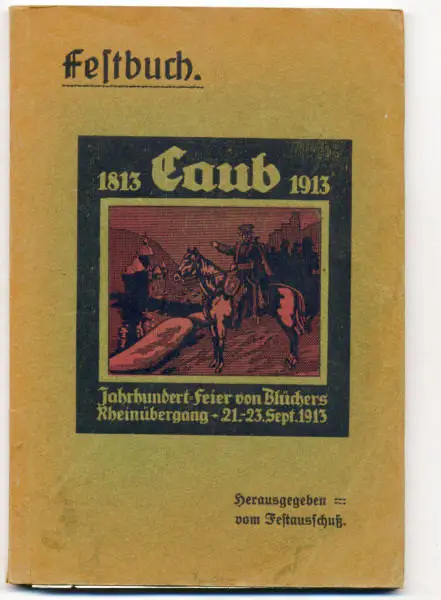 Feſtbuch.
1813 Caub 1913
Jahrhundert=Feier von Blüchers
Rheinübergang - 21.-23. Sept. 1913
Herausgegeben =
vom Feſtausſchuß.